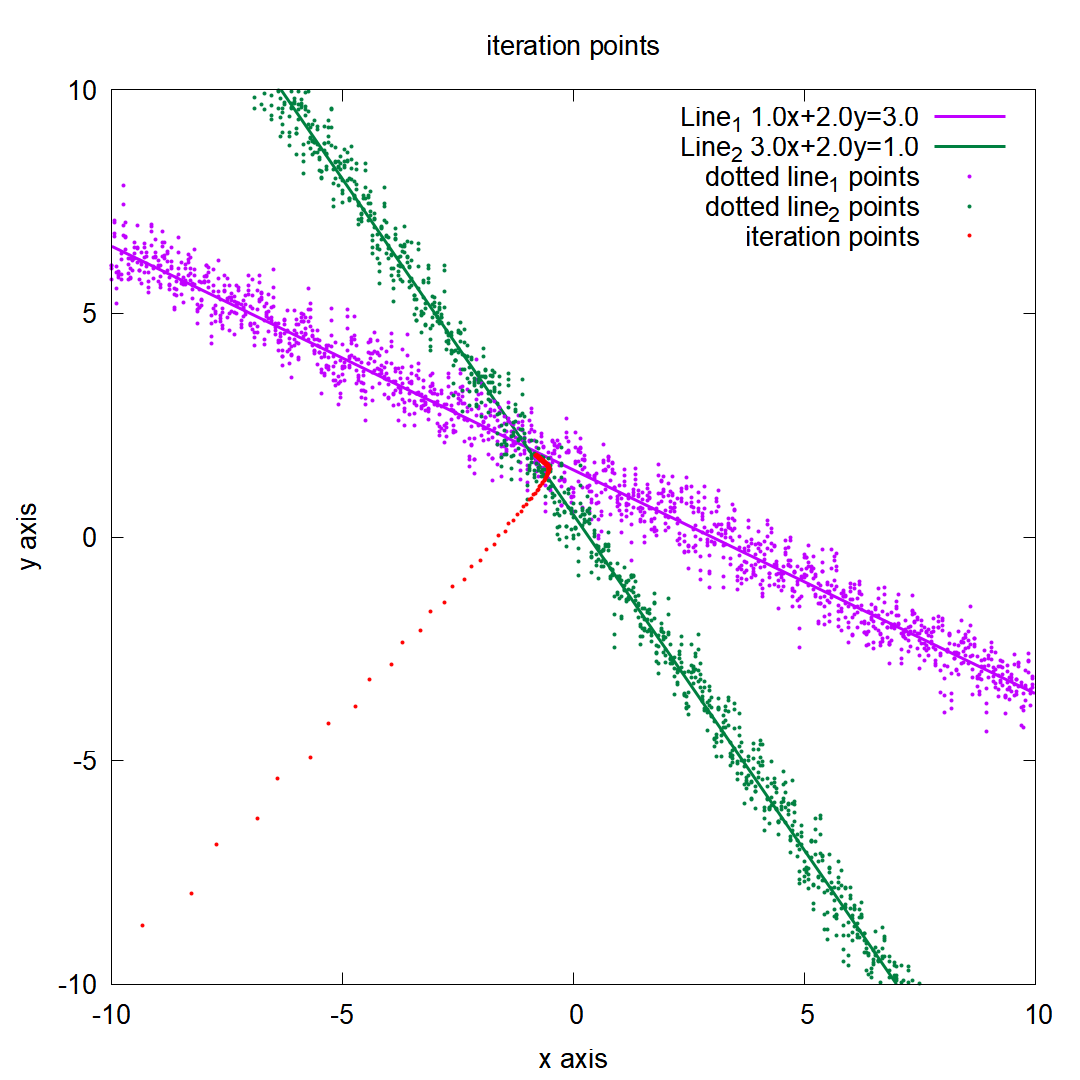 iteration points
Line₁ 1.0x+2.0y=3.0
Line₂ 3.0x+2.0y=1.0
dotted line₁ points
dotted line₂ points
iteration points
10
5
0
-5
-10
y axis
-10 -5 0 5 10
x axis